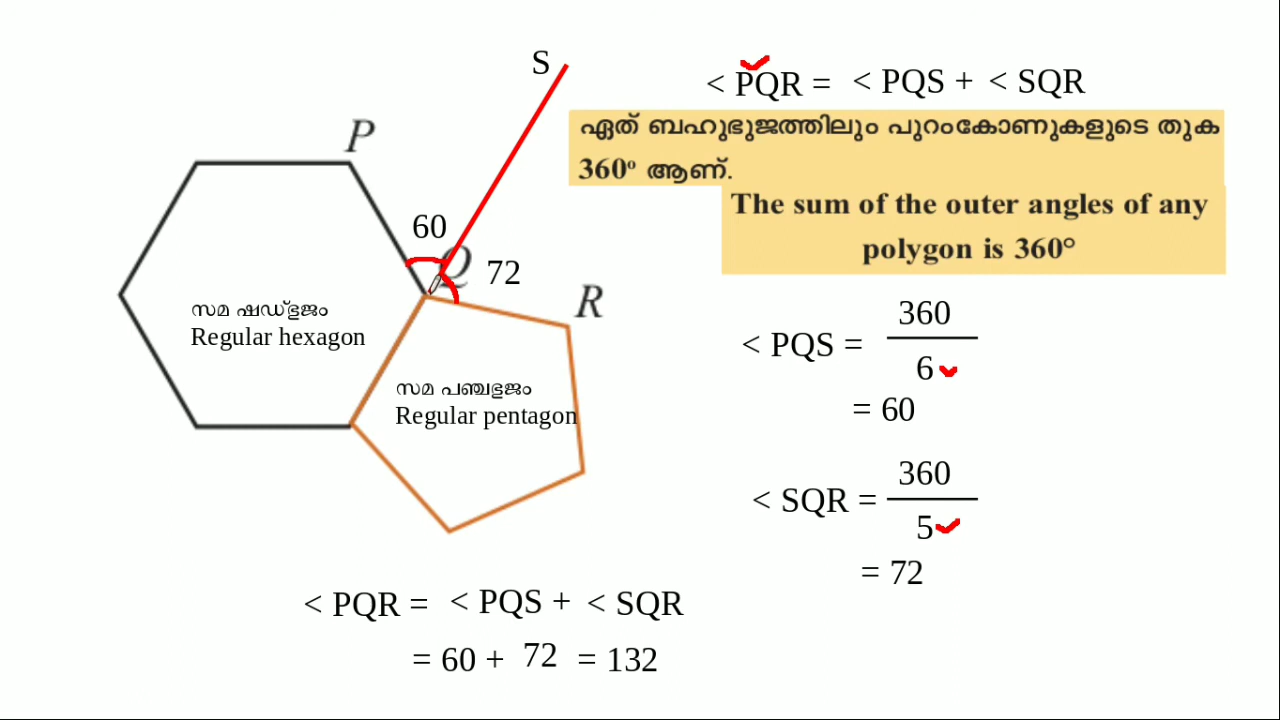 S
< PQR = < PQS + < SQR
P
ഏത് ബഹുഭുജത്തിലും പുറംകോണുകളുടെ തുക
360° ആണ്.
The sum of the outer angles of any
polygon is 360°
60
Q
72
R
സമ ഷഡ്ഭുജം
Regular hexagon
< PQS = 360
6
= 60
സമ പഞ്ചഭുജം
Regular pentagon
< SQR = 360
5
= 72
< PQR = < PQS + < SQR
= 60 + 72 = 132